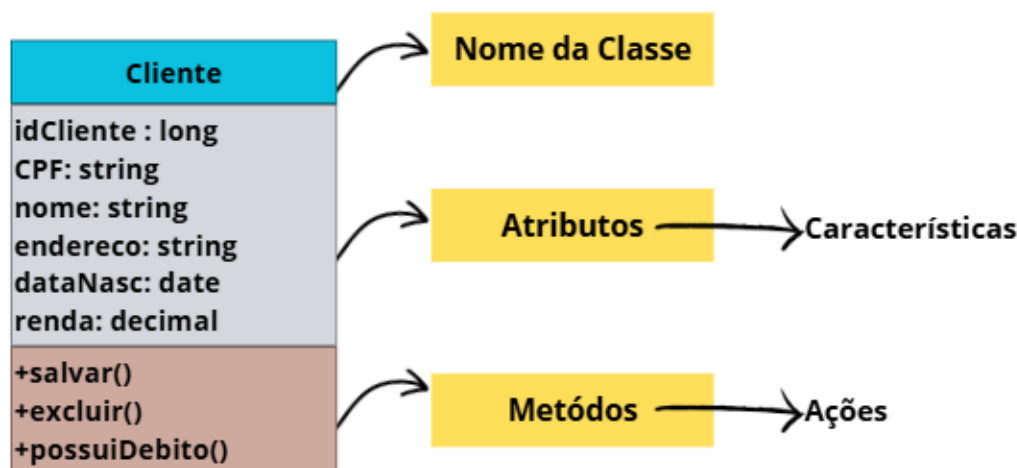 Cliente
Nome da Classe
idCliente : long
CPF: string
nome: string
endereco: string
dataNasc: date
renda: decimal
Atributos
Característísticas
+salvar()
+excluir()
+possuiDebito()
Metódos
Ações